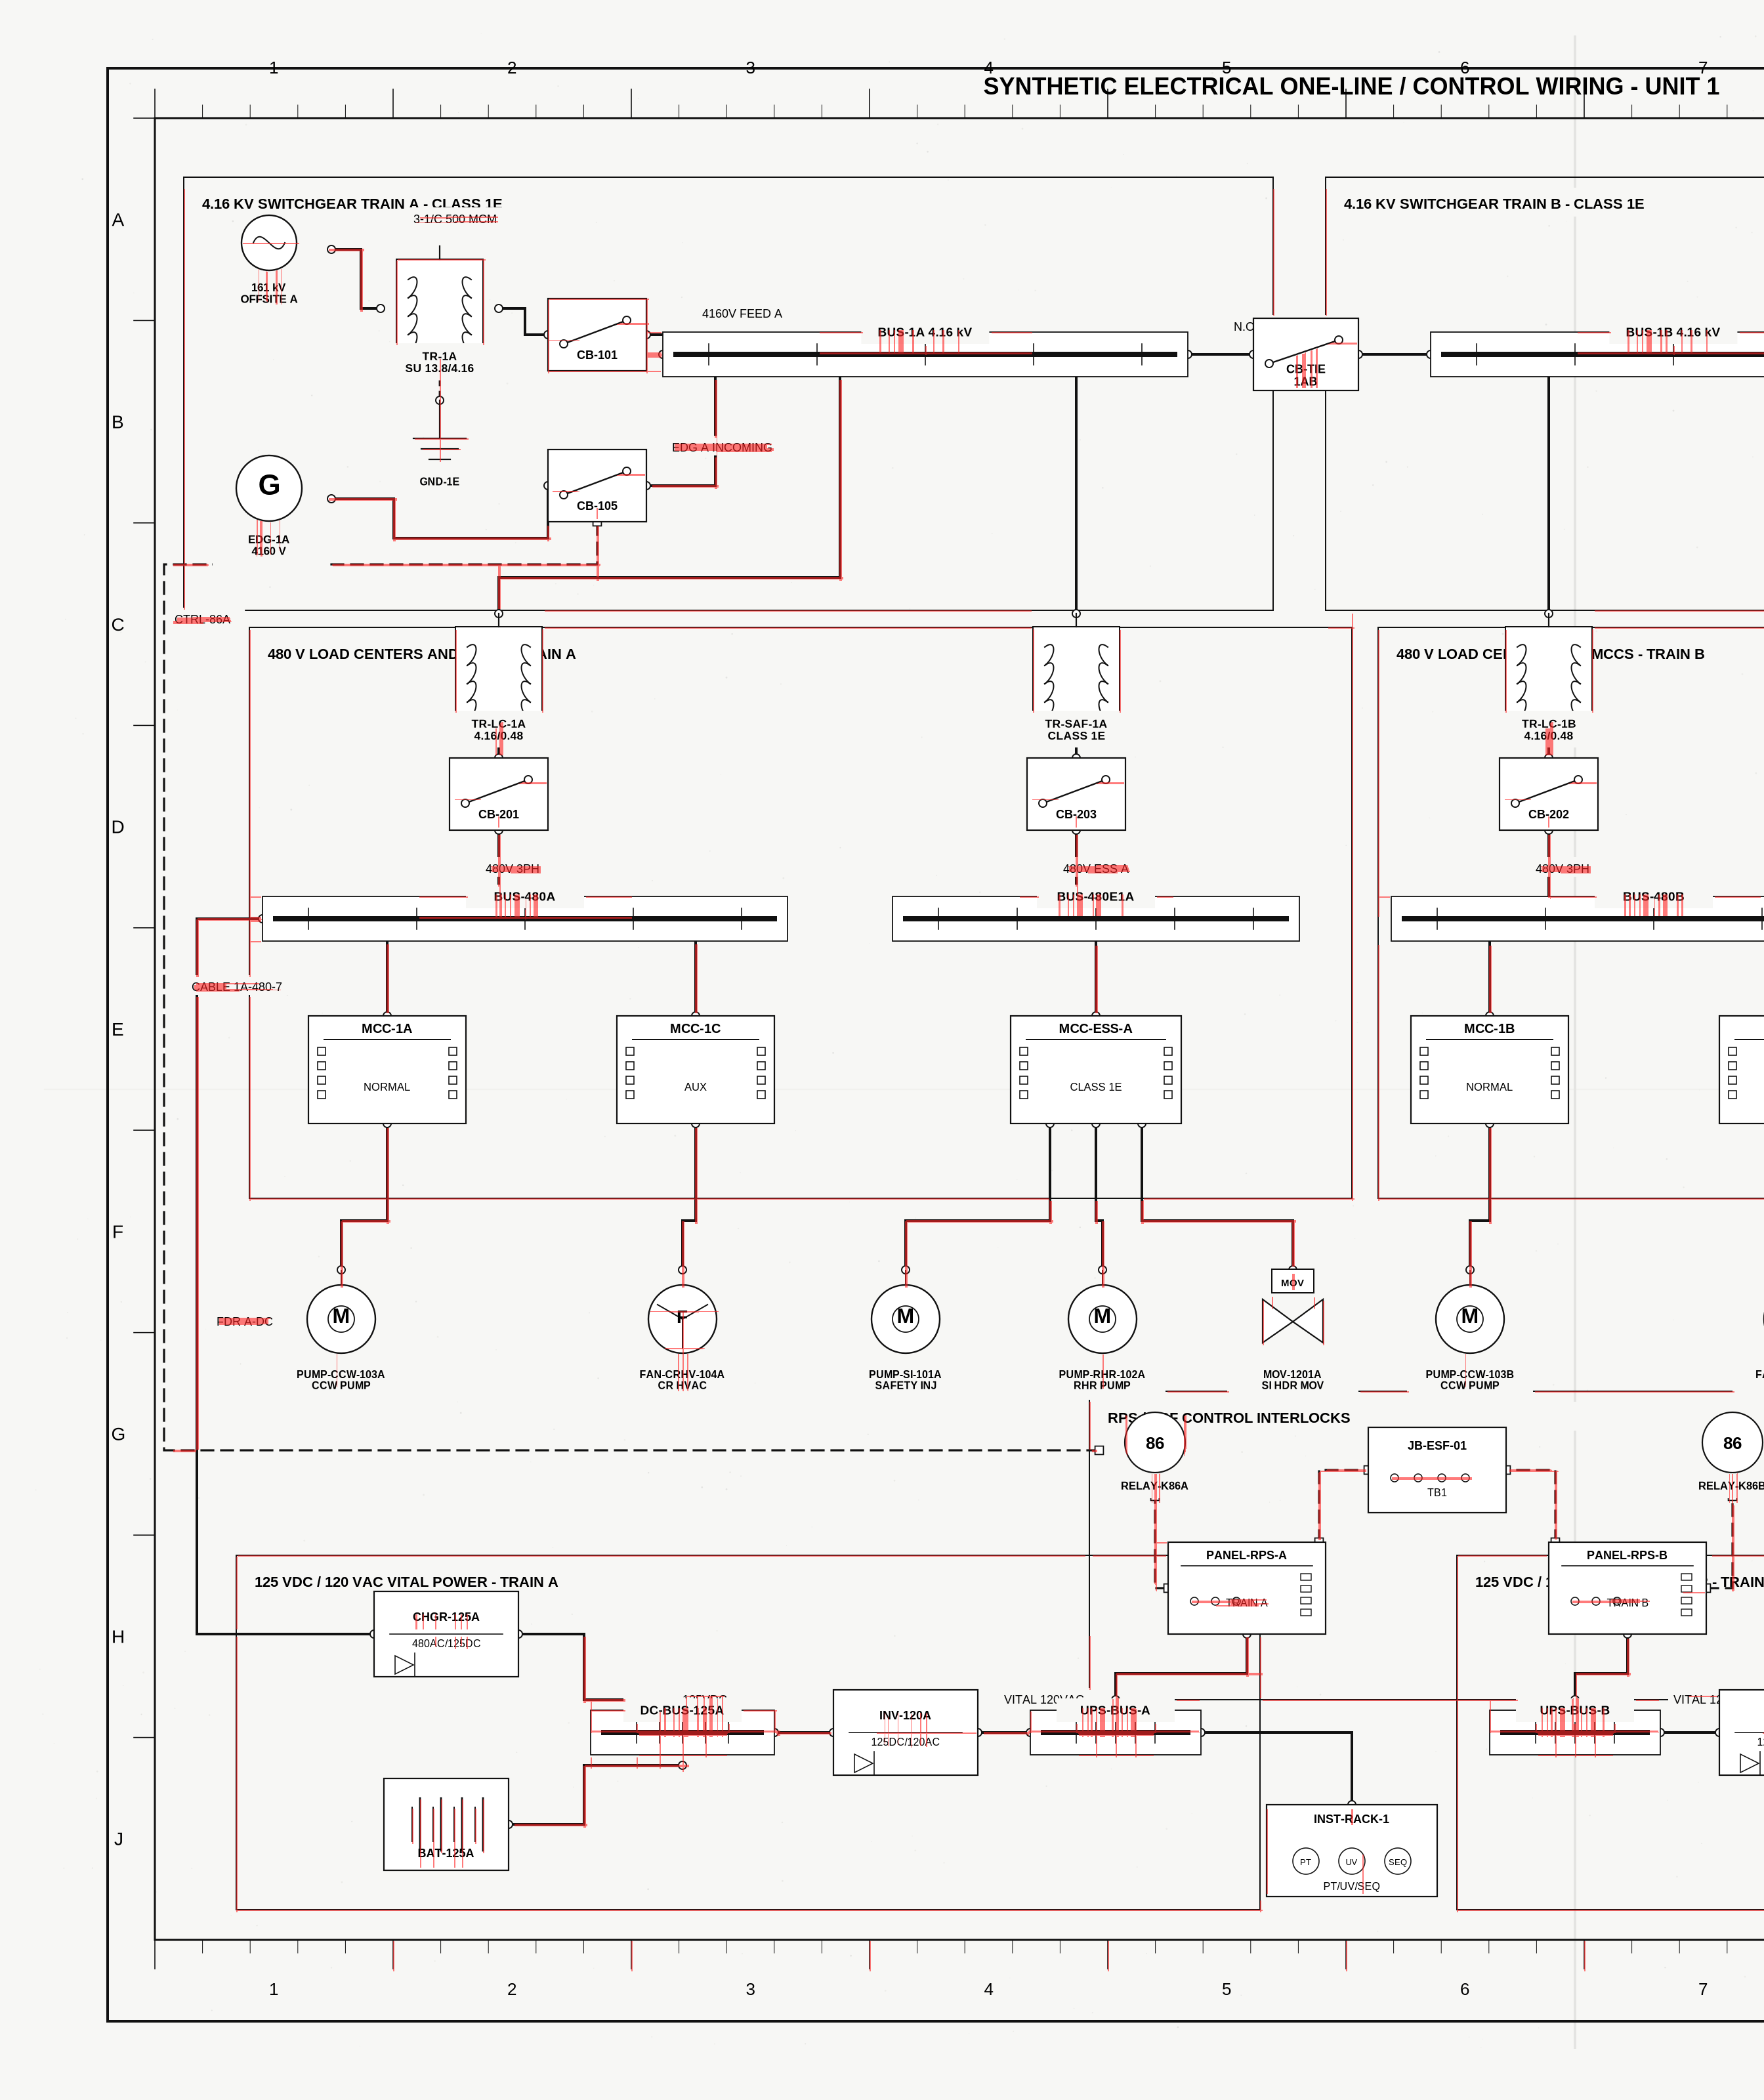 1 2 3 4 5 6 7
SYNTHETIC ELECTRICAL ONE-LINE / CONTROL WIRING - UNIT 1
A
4.16 KV SWITCHGEAR TRAIN A - CLASS 1E
4.16 KV SWITCHGEAR TRAIN B - CLASS 1E
3-1/C 500 MCM
161 kV
OFFSITE A
4160V FEED A
N.O
BUS-1A 4.16 kV
BUS-1B 4.16 kV
TR-1A
SU 13.8/4.16
CB-101
CB-TIE
1AB
B
EDG A INCOMING
G
GND-1E
CB-105
EDG-1A
4160 V
C
CTRL-86A
480 V LOAD CENTERS AND
AIN A
480 V LOAD CE
MCCS - TRAIN B
TR-LC-1A
4.16/0.48
TR-SAF-1A
CLASS 1E
TR-LC-1B
4.16/0.48
D
CB-201
CB-203
CB-202
480V 3PH
480V ESS A
480V 3PH
BUS-480A
BUS-480E1A
BUS-480B
CABLE 1A-480-7
E
MCC-1A
NORMAL
MCC-1C
AUX
MCC-ESS-A
CLASS 1E
MCC-1B
NORMAL
F
MOV
FDR A-DC
M
F
M
M
M
PUMP-CCW-103A
CCW PUMP
FAN-CRHV-104A
CR HVAC
PUMP-SI-101A
SAFETY INJ
PUMP-RHR-102A
RHR PUMP
MOV-1201A
SI HDR MOV
PUMP-CCW-103B
CCW PUMP
FA
G
RPS
F CONTROL INTERLOCKS
86
RELAY-K86A
JB-ESF-01
TB1
86
RELAY-K86B
PANEL-RPS-A
TRAIN A
PANEL-RPS-B
TRAIN B
125 VDC / 120 VAC VITAL POWER - TRAIN A
125 VDC / 1
- TRAIN
H
CHGR-125A
480AC/125DC
VITAL 120VAC
VITAL 12
DC-BUS-125A
INV-120A
125DC/120AC
UPS-BUS-A
UPS-BUS-B
1
J
BAT-125A
INST-RACK-1
PT
UV
SEQ
PT/UV/SEQ
1 2 3 4 5 6 7